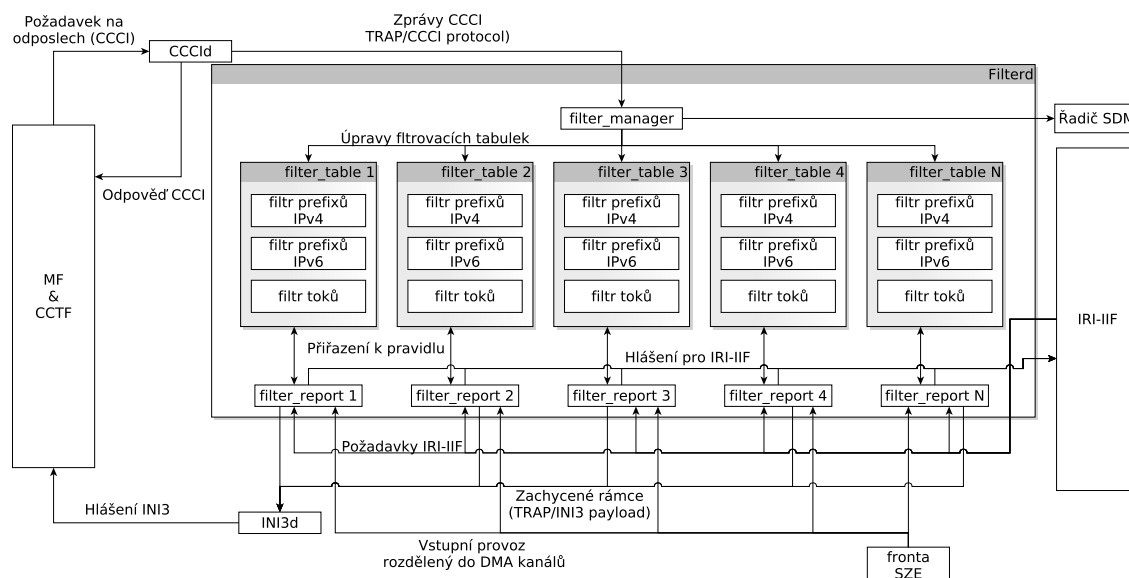 Požadavek na
odposlech (CCCI)
Zprávy CCCI
TRAP/CCCI protocol)
CCCId
Filterd
filter_manager
Řadič SDM
Úpravy fltrovacích tabulek
filter_table 1
filter_table 2
filter_table 3
filter_table 4
filter_table N
filtr prefixů
IPv4
filtr prefixů
IPv4
filtr prefixů
IPv4
filtr prefixů
IPv4
filtr prefixů
IPv4
Odpověď CCCI
filtr prefixů
IPv6
filtr prefixů
IPv6
filtr prefixů
IPv6
filtr prefixů
IPv6
filtr prefixů
IPv6
MF
&
CCTF
filtr toků
filtr toků
filtr toků
filtr toků
filtr toků
IRI-IIF
Přiřazení k pravidlu
Hlášení pro IRI-IIF
filter_report 1
filter_report 2
filter_report 3
filter_report 4
filter_report N
Požadavky IRI-IIF
Zachycené rámce
(TRAP/INI3 payload)
Hlášení INI3
INI3d
Vstupní provoz
rozdělený do DMA kanálů
fronta
SZE